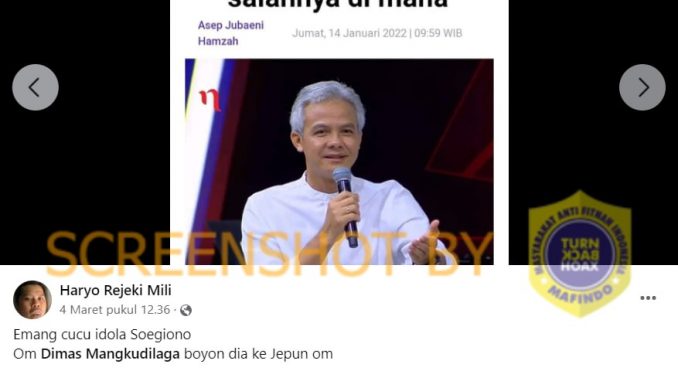 salahnya di mana
Asep Jubaeni
Hamzah
Jumat, 14 Januari 2022 | 09:59 WIB
SCREENSHOT BY
MASYARAKAT ANTI FITNAH INDONESIA
TURN
BACK
HOAX
MAFINDO
Haryo Rejeki Mili
4 Maret pukul 12.36 ·
Emang cucu idola Soegiono
Om Dimas Mangkudilaga boyon dia ke Jepun om